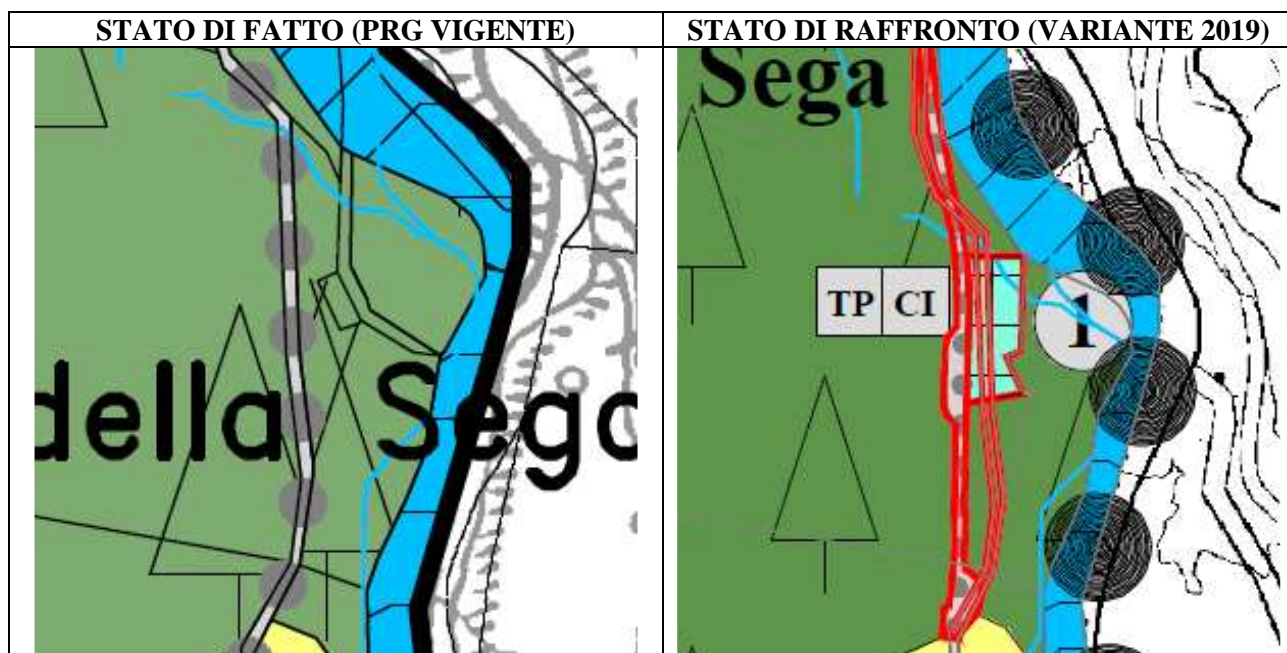 STATO DI FATTO (PRG VIGENTE)
STATO DI RAFFRONTO (VARIANTE 2019)
della Sega
Sega
TP CI
1